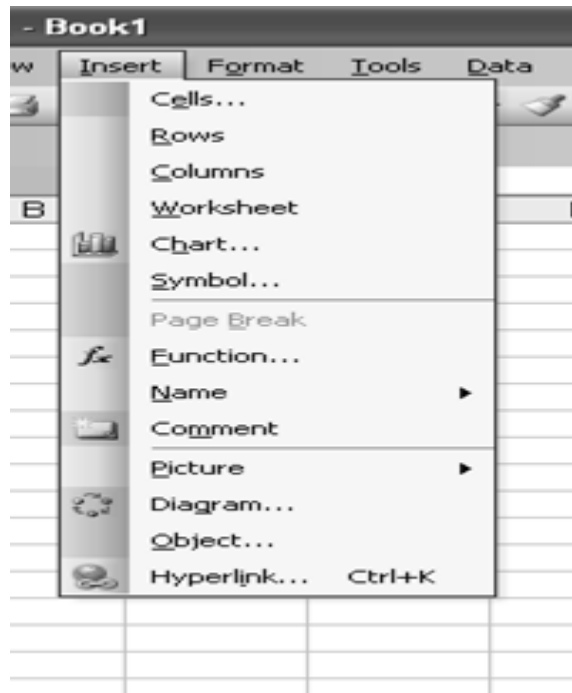 - Book1
w Insert Format Tools Data
Cells...
Rows
B Columns
Worksheet
Chart...
Symbol...
Page Break
fx Function...
Name
Comment
Picture
Diagram...
Object...
Hyperlink... Ctrl+K